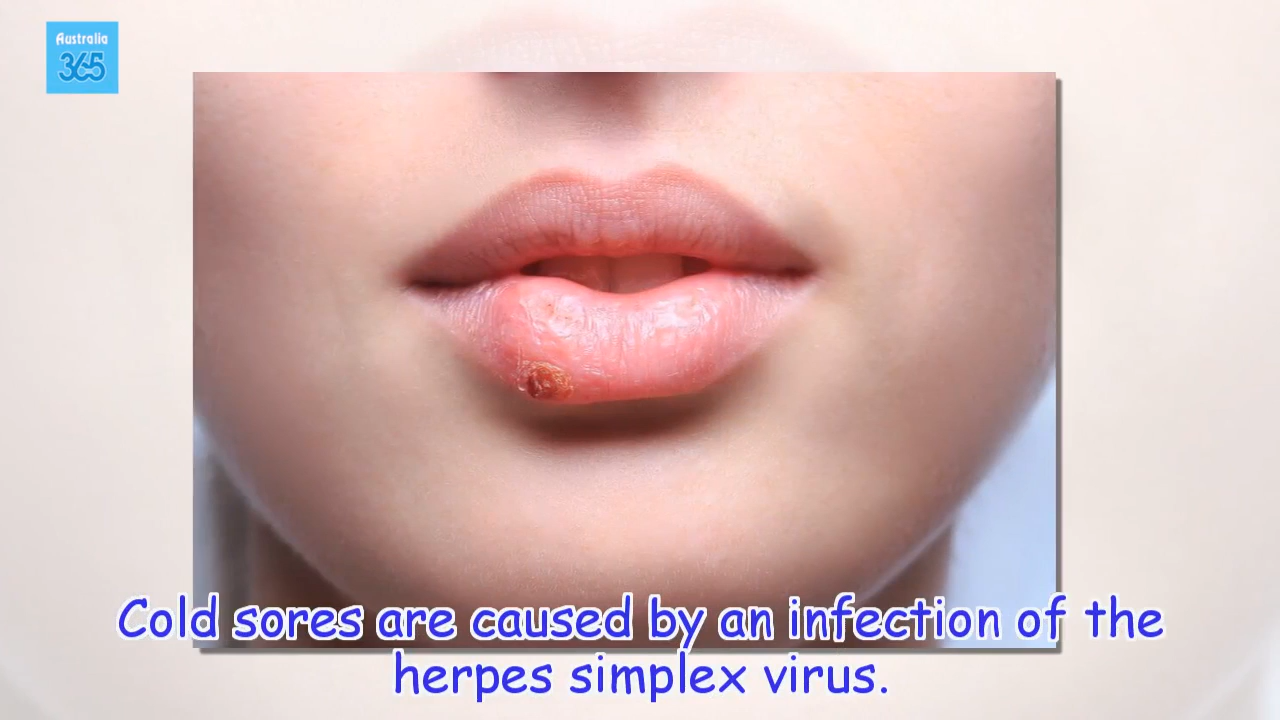 Australia
365
Cold sores are caused by an infection of the
herpes simplex virus.